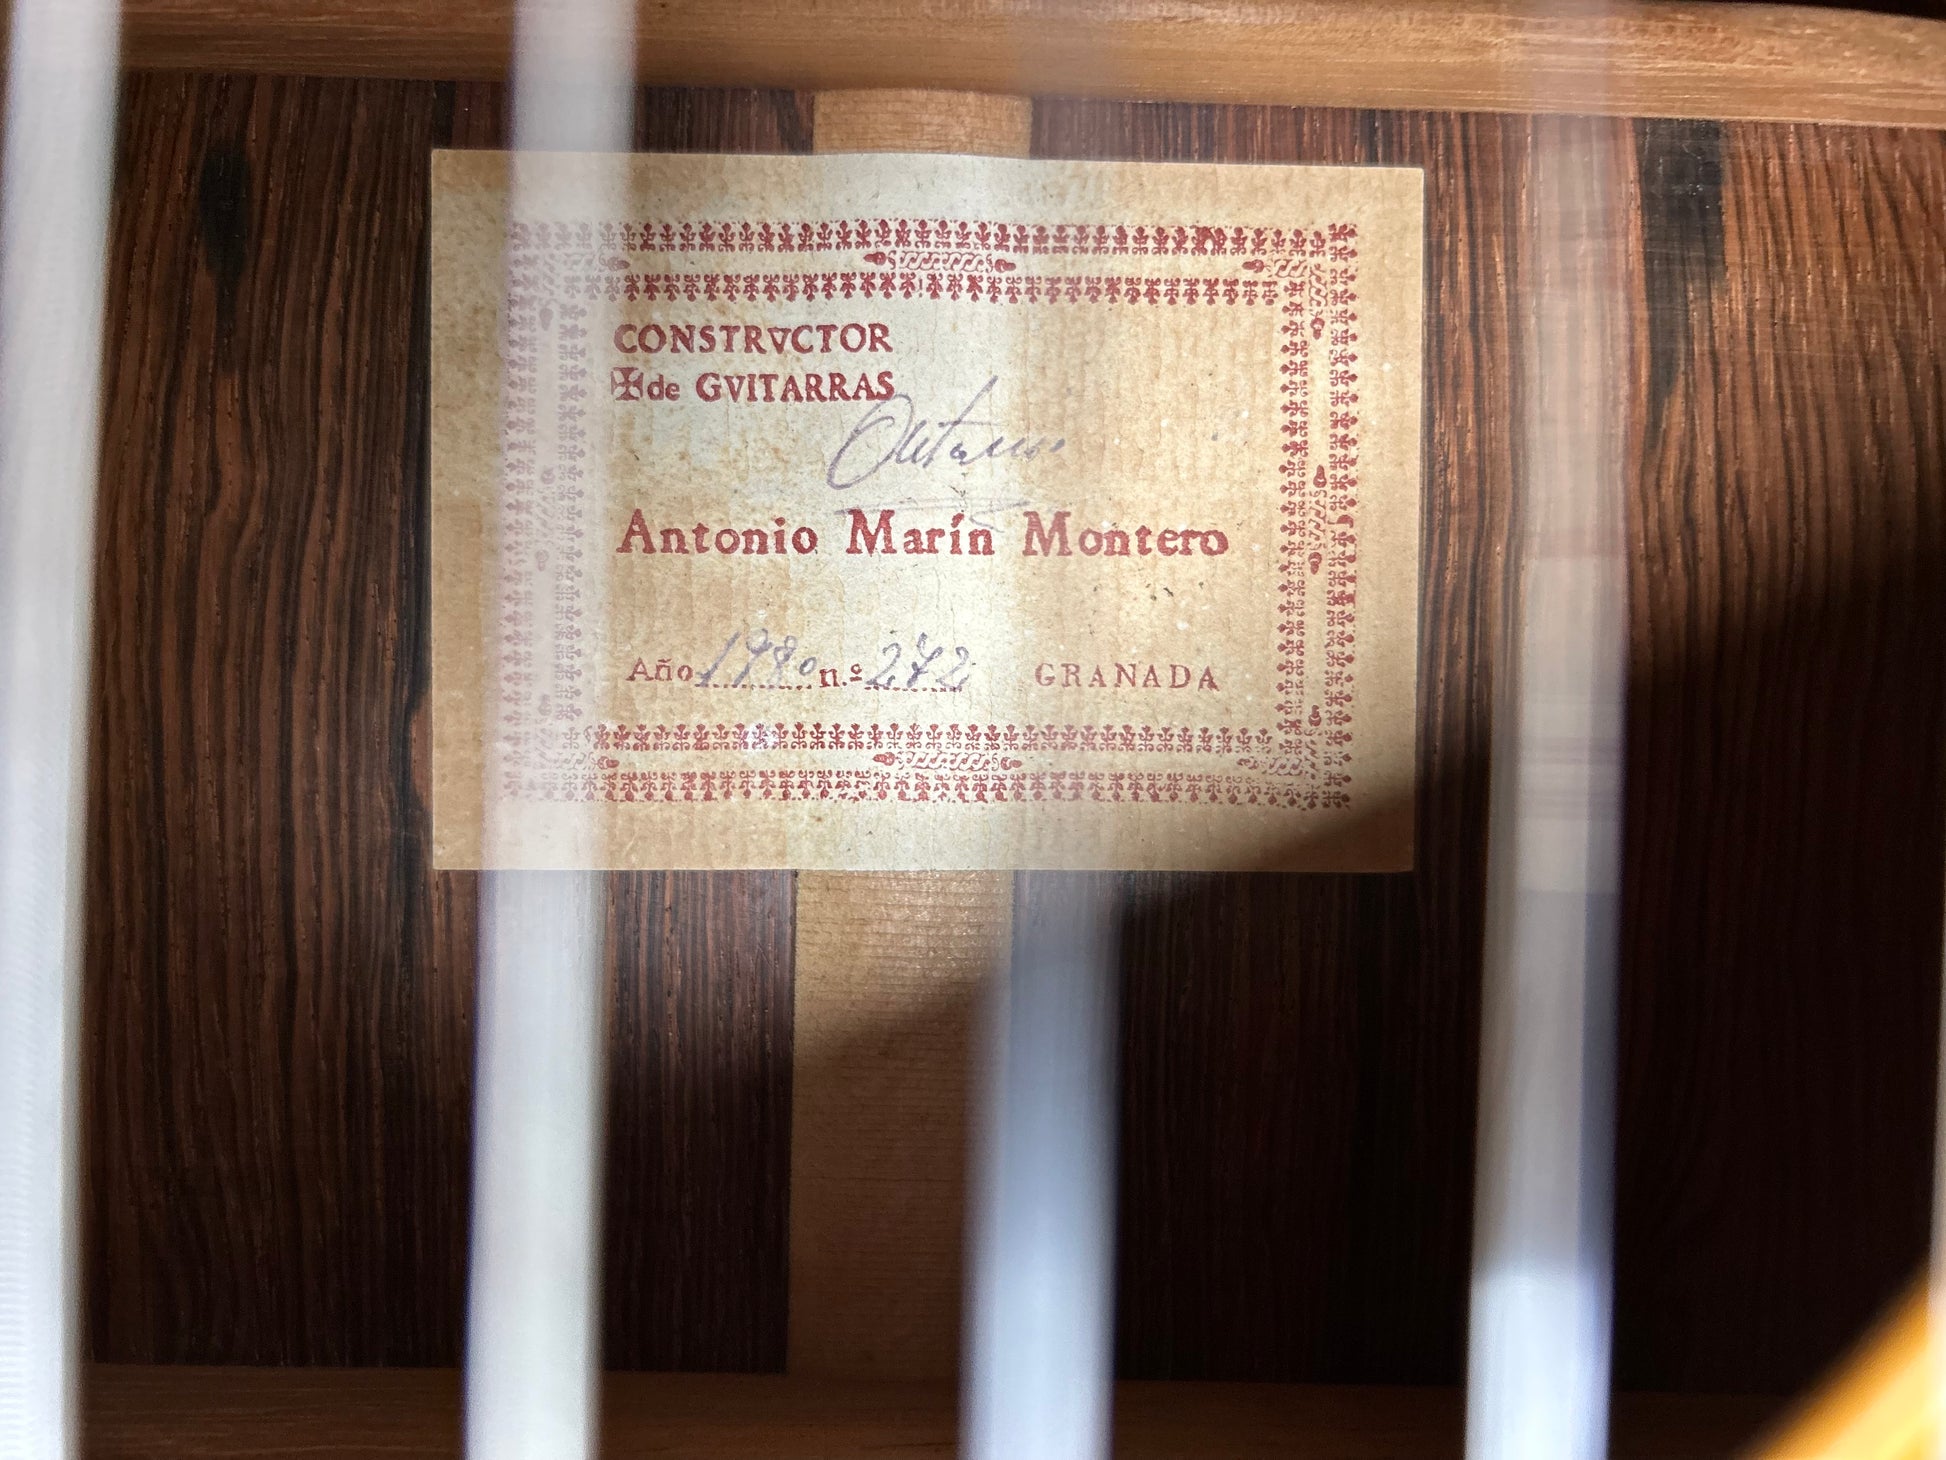 CONSTRVCTOR
✠de GVITARRAS
Antonio Marín Montero
Año 1980 n.º 272 GRANADA